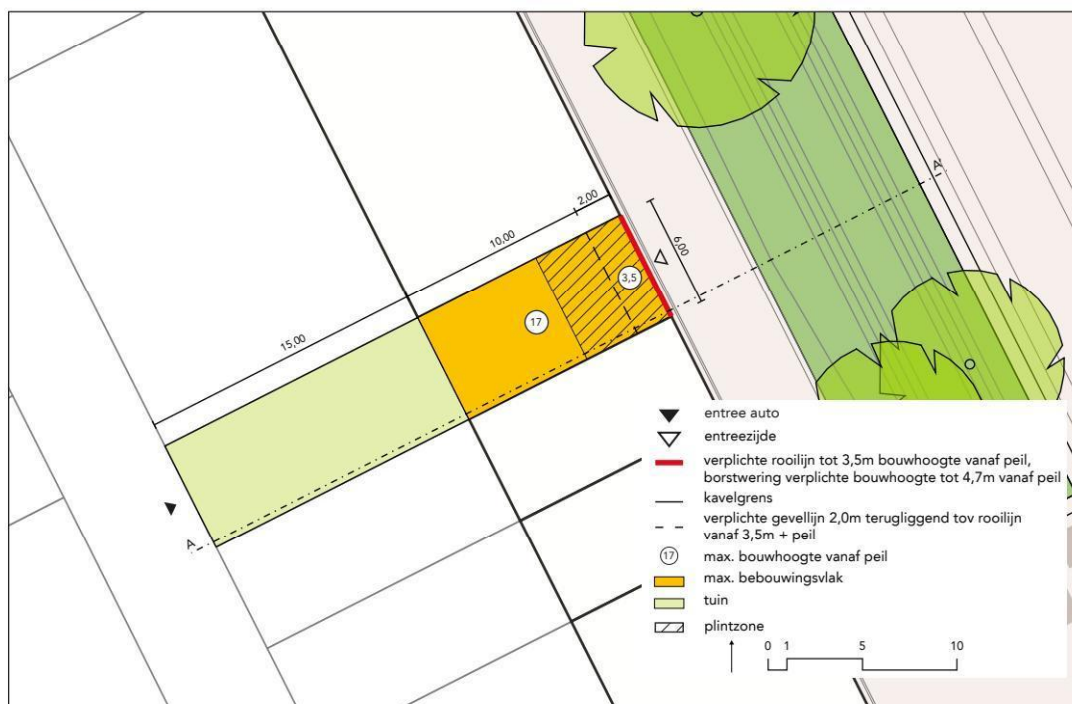 A'
2,00
10,00
6,00
3,5
17
15,00
A
entree auto
entreezijde
verplichte rooilijn tot 3,5m bouwhoogte vanaf peil,
borstwering verplichte bouwhoogte tot 4,7m vanaf peil
kavelgrens
verplichte gevellijn 2,0m terugliggend tov rooilijn
vanaf 3,5m + peil
17 max. bouwhoogte vanaf peil
max. bebouwingsvlak
tuin
plintzone
0 1 5 10